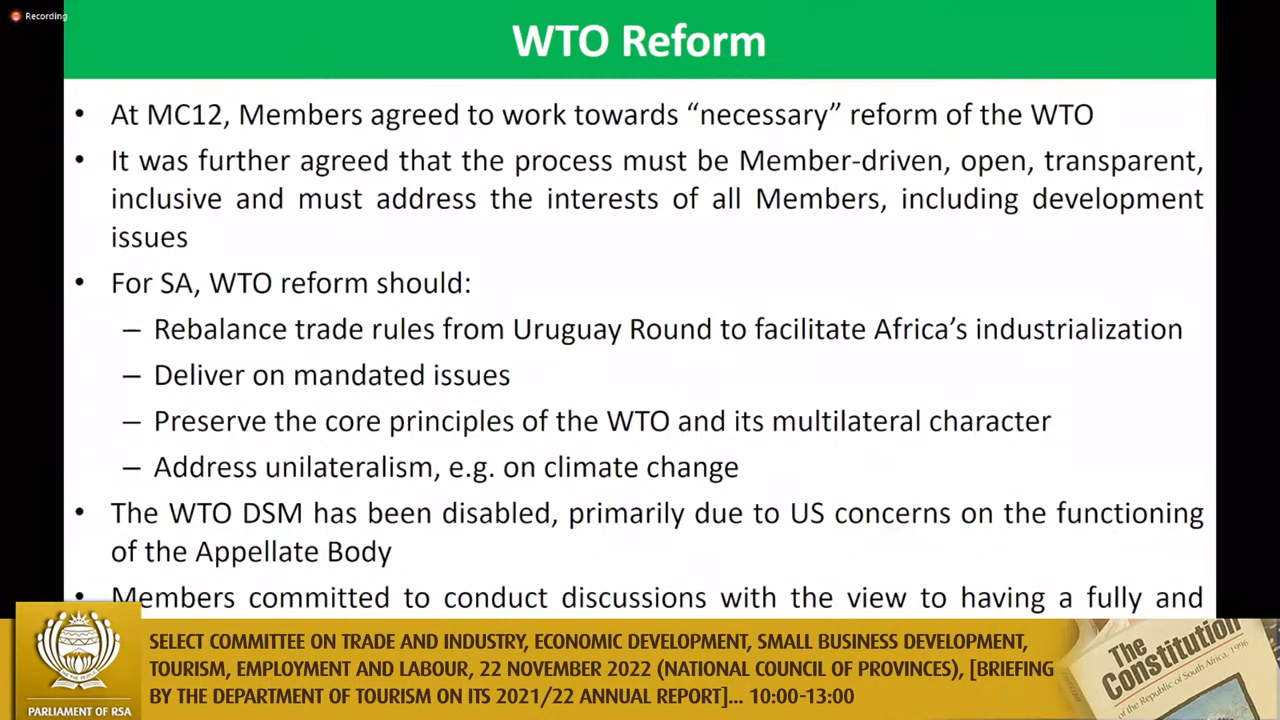 Recording
WTO Reform
• At MC12, Members agreed to work towards “necessary” reform of the WTO
• It was further agreed that the process must be Member-driven, open, transparent,
inclusive and must address the interests of all Members, including development
issues
• For SA, WTO reform should:
– Rebalance trade rules from Uruguay Round to facilitate Africa’s industrialization
– Deliver on mandated issues
– Preserve the core principles of the WTO and its multilateral character
– Address unilateralism, e.g. on climate change
• The WTO DSM has been disabled, primarily due to US concerns on the functioning
of the Appellate Body
• Members committed to conduct discussions with the view to having a fully and
SELECT COMMITTEE ON TRADE AND INDUSTRY, ECONOMIC DEVELOPMENT, SMALL BUSINESS DEVELOPMENT,
TOURISM, EMPLOYMENT AND LABOUR, 22 NOVEMBER 2022 (NATIONAL COUNCIL OF PROVINCES), [BRIEFING
BY THE DEPARTMENT OF TOURISM ON ITS 2021/22 ANNUAL REPORT]... 10:00-13:00
PARLIAMENT OF RSA
The
Constitution
of the Republic of South Africa, 1996